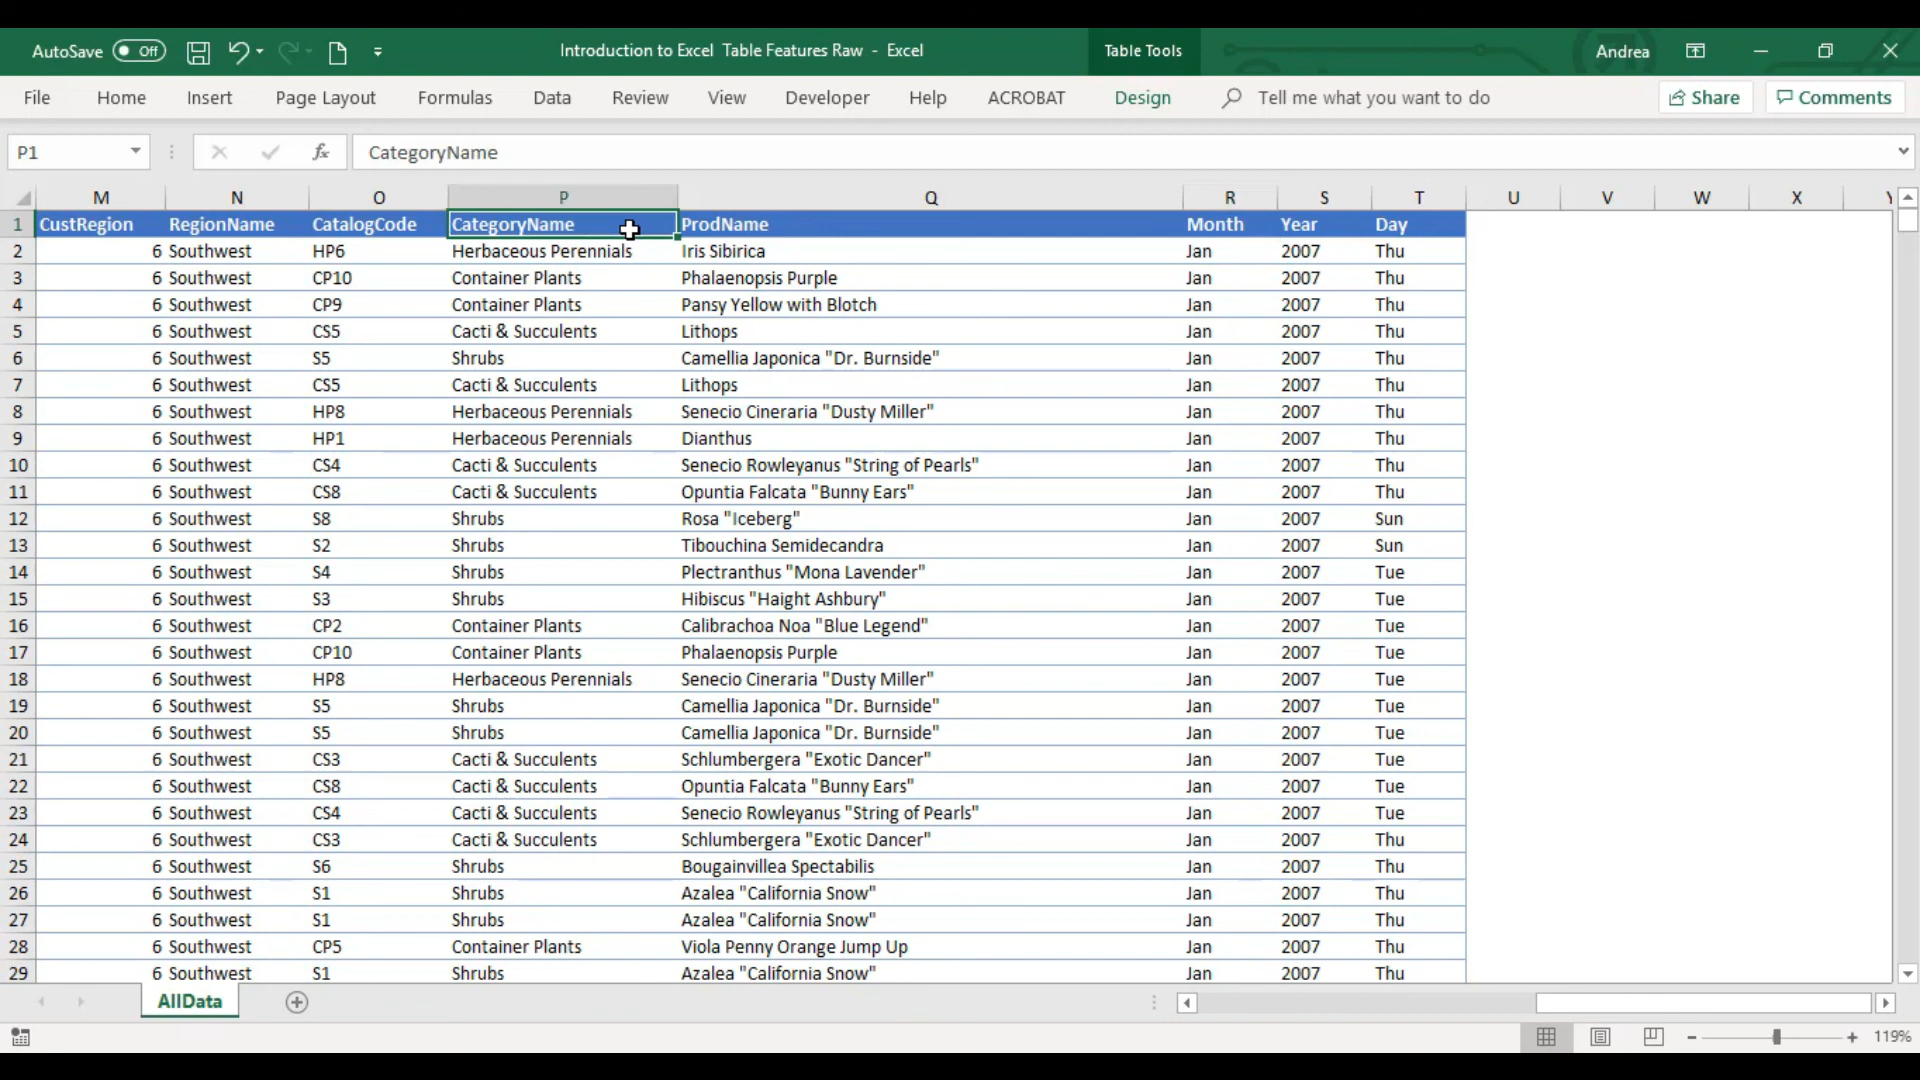 AutoSave Off Introduction to Excel Table Features Raw - Excel Table Tools Andrea
File Home Insert Page Layout Formulas Data Review View Developer Help ACROBAT Design Tell me what you want to do Share Comments
P1 fx CategoryName
M N O P Q R S T U V W X Y
1 CustRegion RegionName CatalogCode CategoryName ProdName Month Year Day
2 6 Southwest HP6 Herbaceous Perennials Iris Sibirica Jan 2007 Thu
3 6 Southwest CP10 Container Plants Phalaenopsis Purple Jan 2007 Thu
4 6 Southwest CP9 Container Plants Pansy Yellow with Blotch Jan 2007 Thu
5 6 Southwest CS5 Cacti & Succulents Lithops Jan 2007 Thu
6 6 Southwest S5 Shrubs Camellia Japonica "Dr. Burnside" Jan 2007 Thu
7 6 Southwest CS5 Cacti & Succulents Lithops Jan 2007 Thu
8 6 Southwest HP8 Herbaceous Perennials Senecio Cineraria "Dusty Miller" Jan 2007 Thu
9 6 Southwest HP1 Herbaceous Perennials Dianthus Jan 2007 Thu
10 6 Southwest CS4 Cacti & Succulents Senecio Rowleyanus "String of Pearls" Jan 2007 Thu
11 6 Southwest CS8 Cacti & Succulents Opuntia Falcata "Bunny Ears" Jan 2007 Thu
12 6 Southwest S8 Shrubs Rosa "Iceberg" Jan 2007 Sun
13 6 Southwest S2 Shrubs Tibouchina Semidecandra Jan 2007 Sun
14 6 Southwest S4 Shrubs Plectranthus "Mona Lavender" Jan 2007 Tue
15 6 Southwest S3 Shrubs Hibiscus "Haight Ashbury" Jan 2007 Tue
16 6 Southwest CP2 Container Plants Calibrachoa Noa "Blue Legend" Jan 2007 Tue
17 6 Southwest CP10 Container Plants Phalaenopsis Purple Jan 2007 Tue
18 6 Southwest HP8 Herbaceous Perennials Senecio Cineraria "Dusty Miller" Jan 2007 Tue
19 6 Southwest S5 Shrubs Camellia Japonica "Dr. Burnside" Jan 2007 Tue
20 6 Southwest S5 Shrubs Camellia Japonica "Dr. Burnside" Jan 2007 Tue
21 6 Southwest CS3 Cacti & Succulents Schlumbergera "Exotic Dancer" Jan 2007 Tue
22 6 Southwest CS8 Cacti & Succulents Opuntia Falcata "Bunny Ears" Jan 2007 Tue
23 6 Southwest CS4 Cacti & Succulents Senecio Rowleyanus "String of Pearls" Jan 2007 Tue
24 6 Southwest CS3 Cacti & Succulents Schlumbergera "Exotic Dancer" Jan 2007 Thu
25 6 Southwest S6 Shrubs Bougainvillea Spectabilis Jan 2007 Thu
26 6 Southwest S1 Shrubs Azalea "California Snow" Jan 2007 Thu
27 6 Southwest S1 Shrubs Azalea "California Snow" Jan 2007 Thu
28 6 Southwest CP5 Container Plants Viola Penny Orange Jump Up Jan 2007 Thu
29 6 Southwest S1 Shrubs Azalea "California Snow" Jan 2007 Thu
AllData
119%